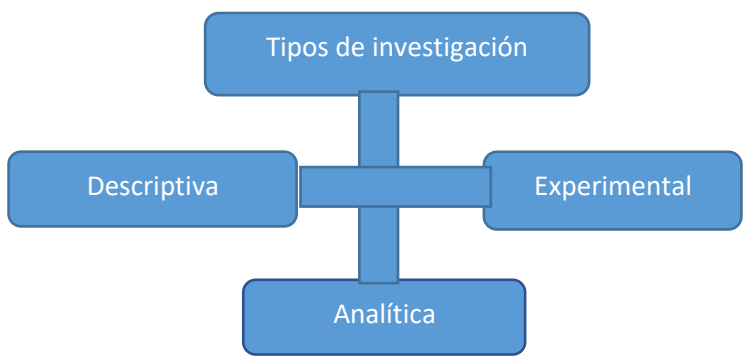 Tipos de investigación
Descriptiva
Experimental
Analítica